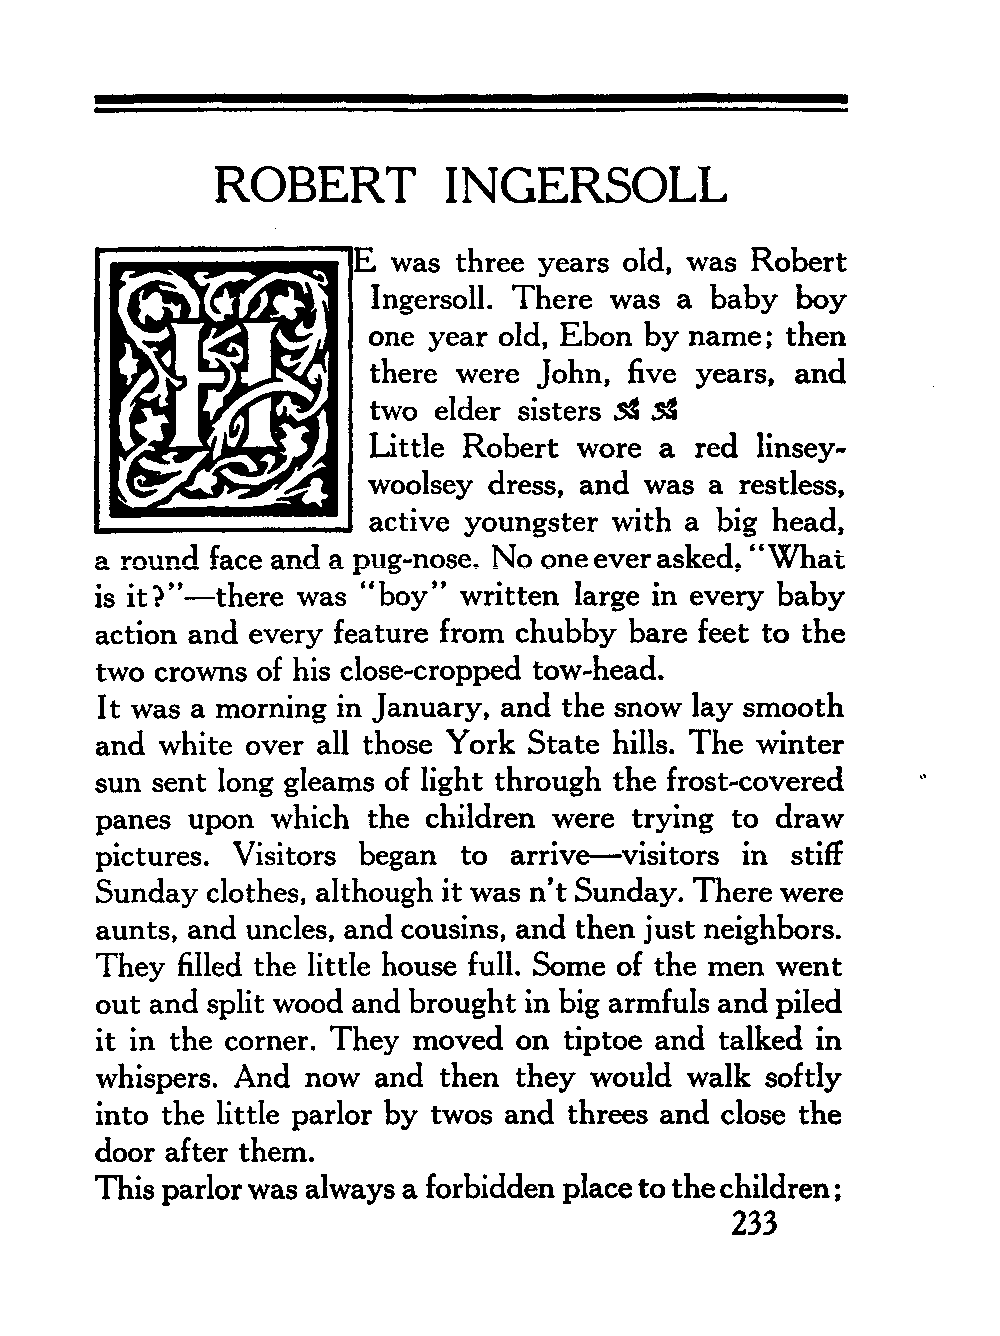 ROBERT INGERSOLL
HE was three years old, was Robert
Ingersoll. There was a baby boy
one year old, Ebon by name; then
there were John, five years, and
two elder sisters
Little Robert wore a red linsey-
woolsey dress, and was a restless,
active youngster with a big head,
a round face and a pug-nose. No one ever asked, "What
is it?"—there was "boy" written large in every baby
action and every feature from chubby bare feet to the
two crowns of his close-cropped tow-head.
It was a morning in January, and the snow lay smooth
and white over all those York State hills. The winter
sun sent long gleams of light through the frost-covered
panes upon which the children were trying to draw
pictures. Visitors began to arrive—visitors in stiff
Sunday clothes, although it was n't Sunday. There were
aunts, and uncles, and cousins, and then just neighbors.
They filled the little house full. Some of the men went
out and split wood and brought in big armfuls and piled
it in the corner. They moved on tiptoe and talked in
whispers. And now and then they would walk softly
into the little parlor by twos and threes and close the
door after them.
This parlor was always a forbidden place to the children;
233